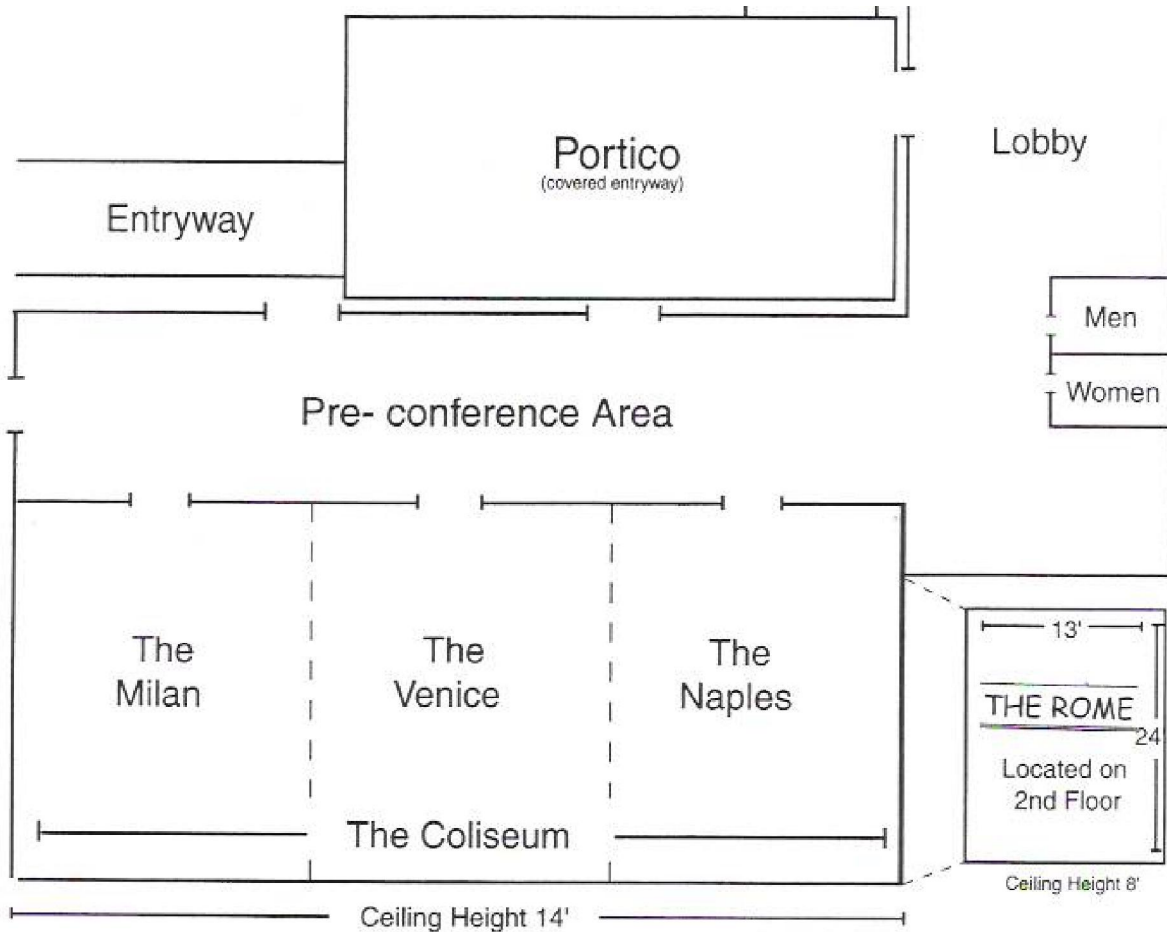 Portico
(covered entryway)
Lobby
Entryway
Men
Women
Pre- conference Area
The
Milan
The
Venice
The
Naples
13'
THE ROME
24'
Located on
2nd Floor
The Coliseum
Ceiling Height 8'
Ceiling Height 14'